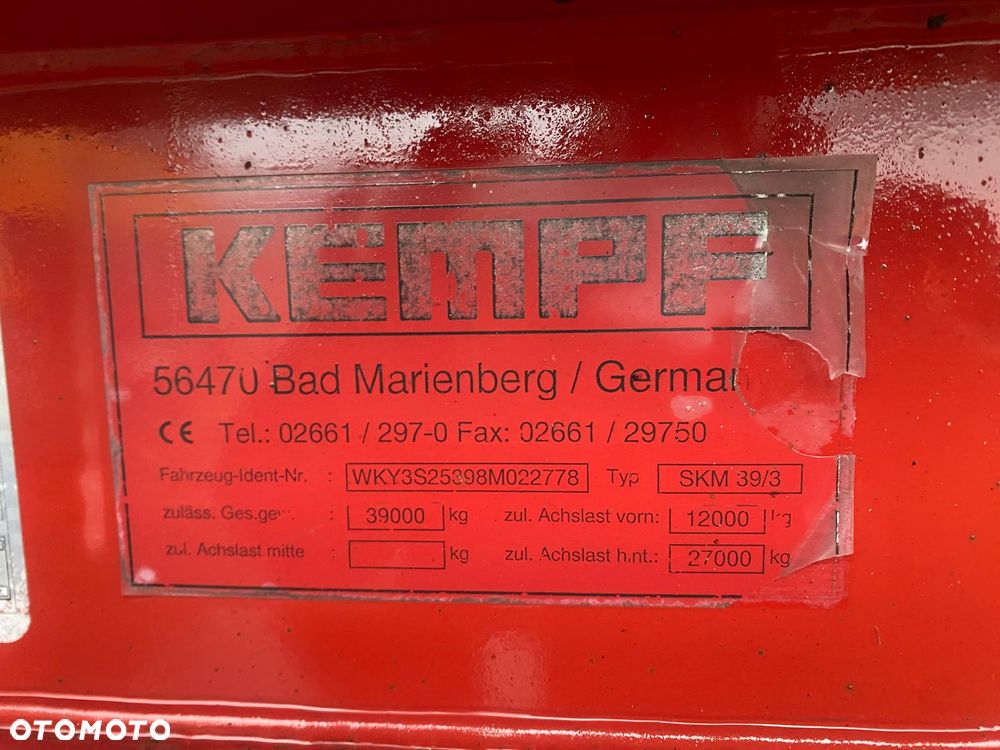 KEMPF
56470 Bad Marienberg / German
CE Tel.: 02661 / 297-0 Fax: 02661 / 29750
Fahrzeug-Ident-Nr. : WKY3S25398M022778 Typ SKM 39/3
zuläss. Ges.gew. : 39000 kg zul. Achslast vorn: 12000 kg
zul. Achslast mitte : kg zul. Achslast hint.: 27000 kg
OTOMOTO